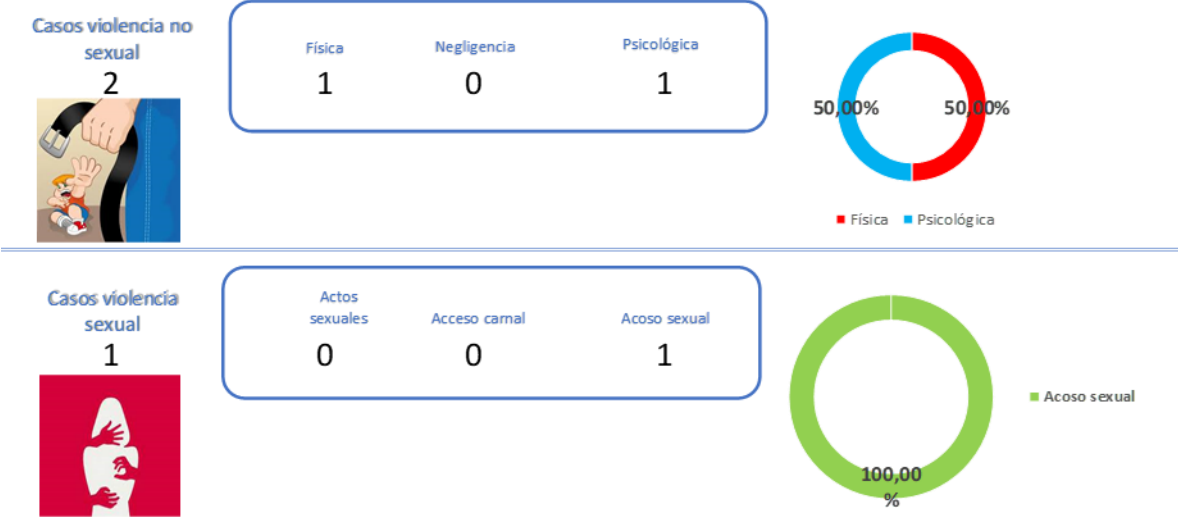 Casos violencia no
sexual
2
Física
Negligencia
Psicológica
1
0
1
50,00%
50,00%
Física
Psicológica
Casos violencia
sexual
1
Actos
sexuales
Acceso carnal
Acoso sexual
0
0
1
100,00
%
Acoso sexual